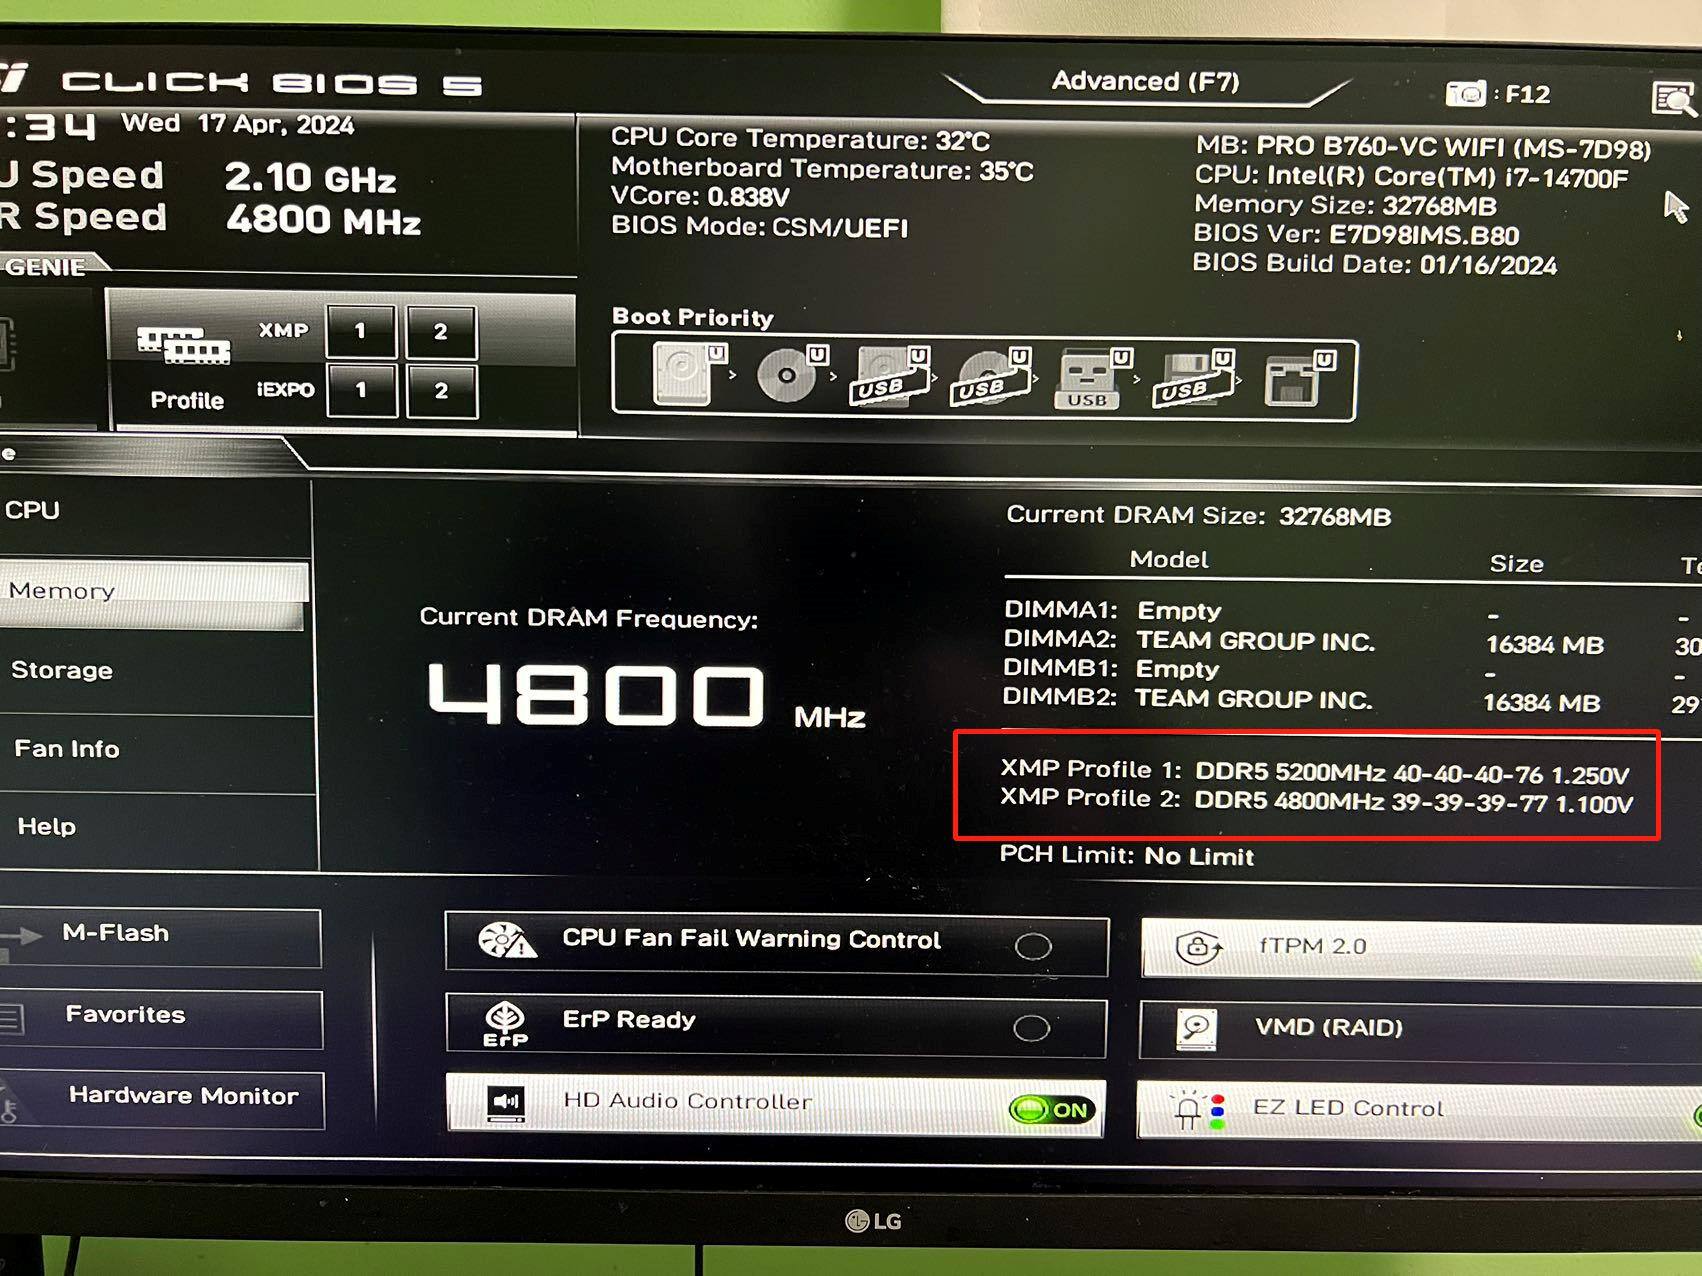 CLICK BIOS 5
Advanced (F7)
: F12
:34 Wed 17 Apr, 2024
Speed 2.10 GHz
Speed 4800 MHz
CPU Core Temperature: 32°C
Motherboard Temperature: 35°C
VCore: 0.838V
BIOS Mode: CSM/UEFI
MB: PRO B760-VC WIFI (MS-7D98)
CPU: Intel(R) Core(TM) i7-14700F
Memory Size: 32768MB
BIOS Ver: E7D98IMS.B80
BIOS Build Date: 01/16/2024
GENIE
XMP 1 2
Profile
iEXPO 1 2
Boot Priority
U U U U U U U
USB USB USB USB
CPU
Memory
Storage
Fan Info
Help
Current DRAM Frequency:
4800 MHz
Current DRAM Size: 32768MB
Model Size
DIMMA1: Empty - -
DIMMA2: TEAM GROUP INC. 16384 MB 30
DIMMB1: Empty - -
DIMMB2: TEAM GROUP INC. 16384 MB 29
XMP Profile 1: DDR5 5200MHz 40-40-40-76 1.250V
XMP Profile 2: DDR5 4800MHz 39-39-39-77 1.100V
PCH Limit: No Limit
M-Flash
Favorites
Hardware Monitor
CPU Fan Fail Warning Control
ErP
ErP Ready
HD Audio Controller ON
fTPM 2.0
VMD (RAID)
EZ LED Control
LG